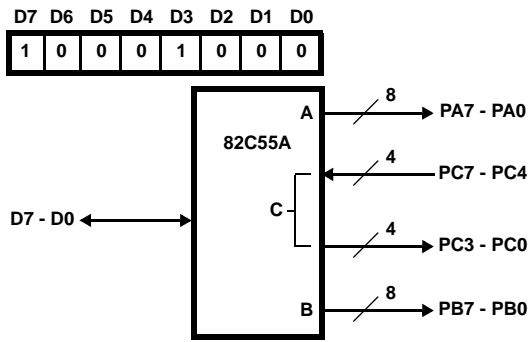 D7 D6 D5 D4 D3 D2 D1 D0
1 0 0 0 1 0 0 0
A
8
PA7 - PA0
82C55A
4
PC7 - PC4
C
D7 - D0
4
PC3 - PC0
B
8
PB7 - PB0